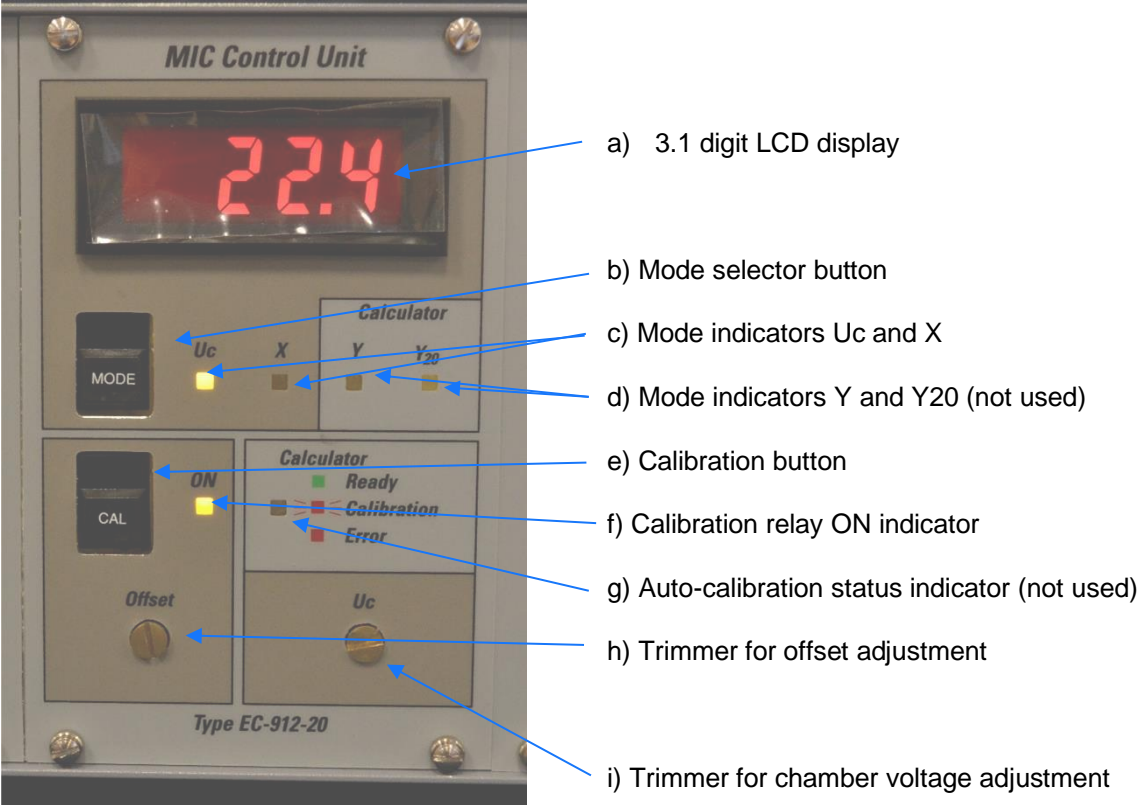 MIC Control Unit
22.4
a) 3.1 digit LCD display
b) Mode selector button
Calculator
c) Mode indicators Uc and X
MODE
Uc
X
Y
Y20
d) Mode indicators Y and Y20 (not used)
e) Calibration button
CAL
ON
Calculator
Ready
Calibration
Error
f) Calibration relay ON indicator
g) Auto-calibration status indicator (not used)
Offset
Uc
h) Trimmer for offset adjustment
Type EC-912-20
i) Trimmer for chamber voltage adjustment